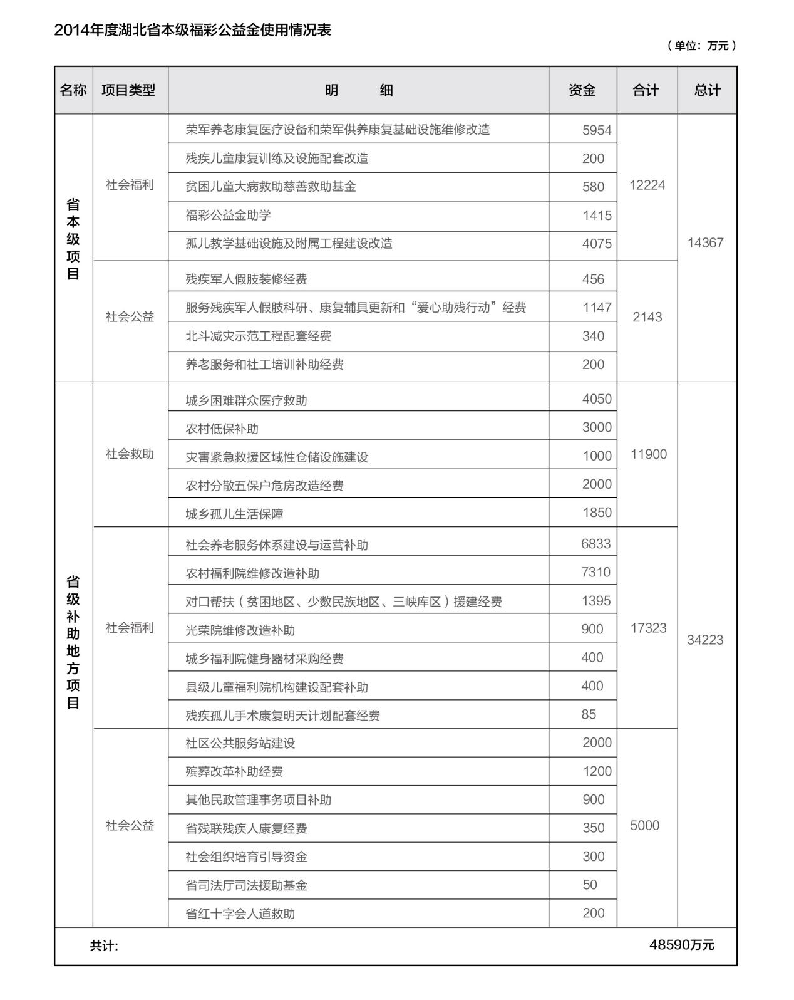 2014年度湖北省本级福彩公益金使用情况表
（单位：万元）
名称 项目类型 明 细 资金 合计 总计
省本级项目
社会福利
荣军养老康复医疗设备和荣军供养康复基础设施维修改造 5954
残疾儿童康复训练及设施配套改造 200
贫困儿童大病救助慈善救助基金 580
福彩公益金助学 1415
孤儿教学基础设施及附属工程建设改造 4075
12224
14367
社会公益
残疾军人假肢装修经费 456
服务残疾军人假肢科研、康复辅具更新和“爱心助残行动”经费 1147
北斗减灾示范工程配套经费 340
养老服务和社工培训补助经费 200
2143
省级补助地方项目
社会救助
城乡困难群众医疗救助 4050
农村低保补助 3000
灾害紧急救援区域性仓储设施建设 1000
农村分散五保户危房改造经费 2000
城乡孤儿生活保障 1850
11900
社会福利
社会养老服务体系建设与运营补助 6833
农村福利院维修改造补助 7310
对口帮扶（贫困地区、少数民族地区、三峡库区）援建经费 1395
光荣院维修改造补助 900
城乡福利院健身器材采购经费 400
县级儿童福利院机构建设配套补助 400
残疾孤儿手术康复明天计划配套经费 85
17323
34223
社会公益
社区公共服务站建设 2000
殡葬改革补助经费 1200
其他民政管理事务项目补助 900
省残联残疾人康复经费 350
社会组织培育引导资金 300
省司法厅司法援助基金 50
省红十字会人道救助 200
5000
共计: 48590万元